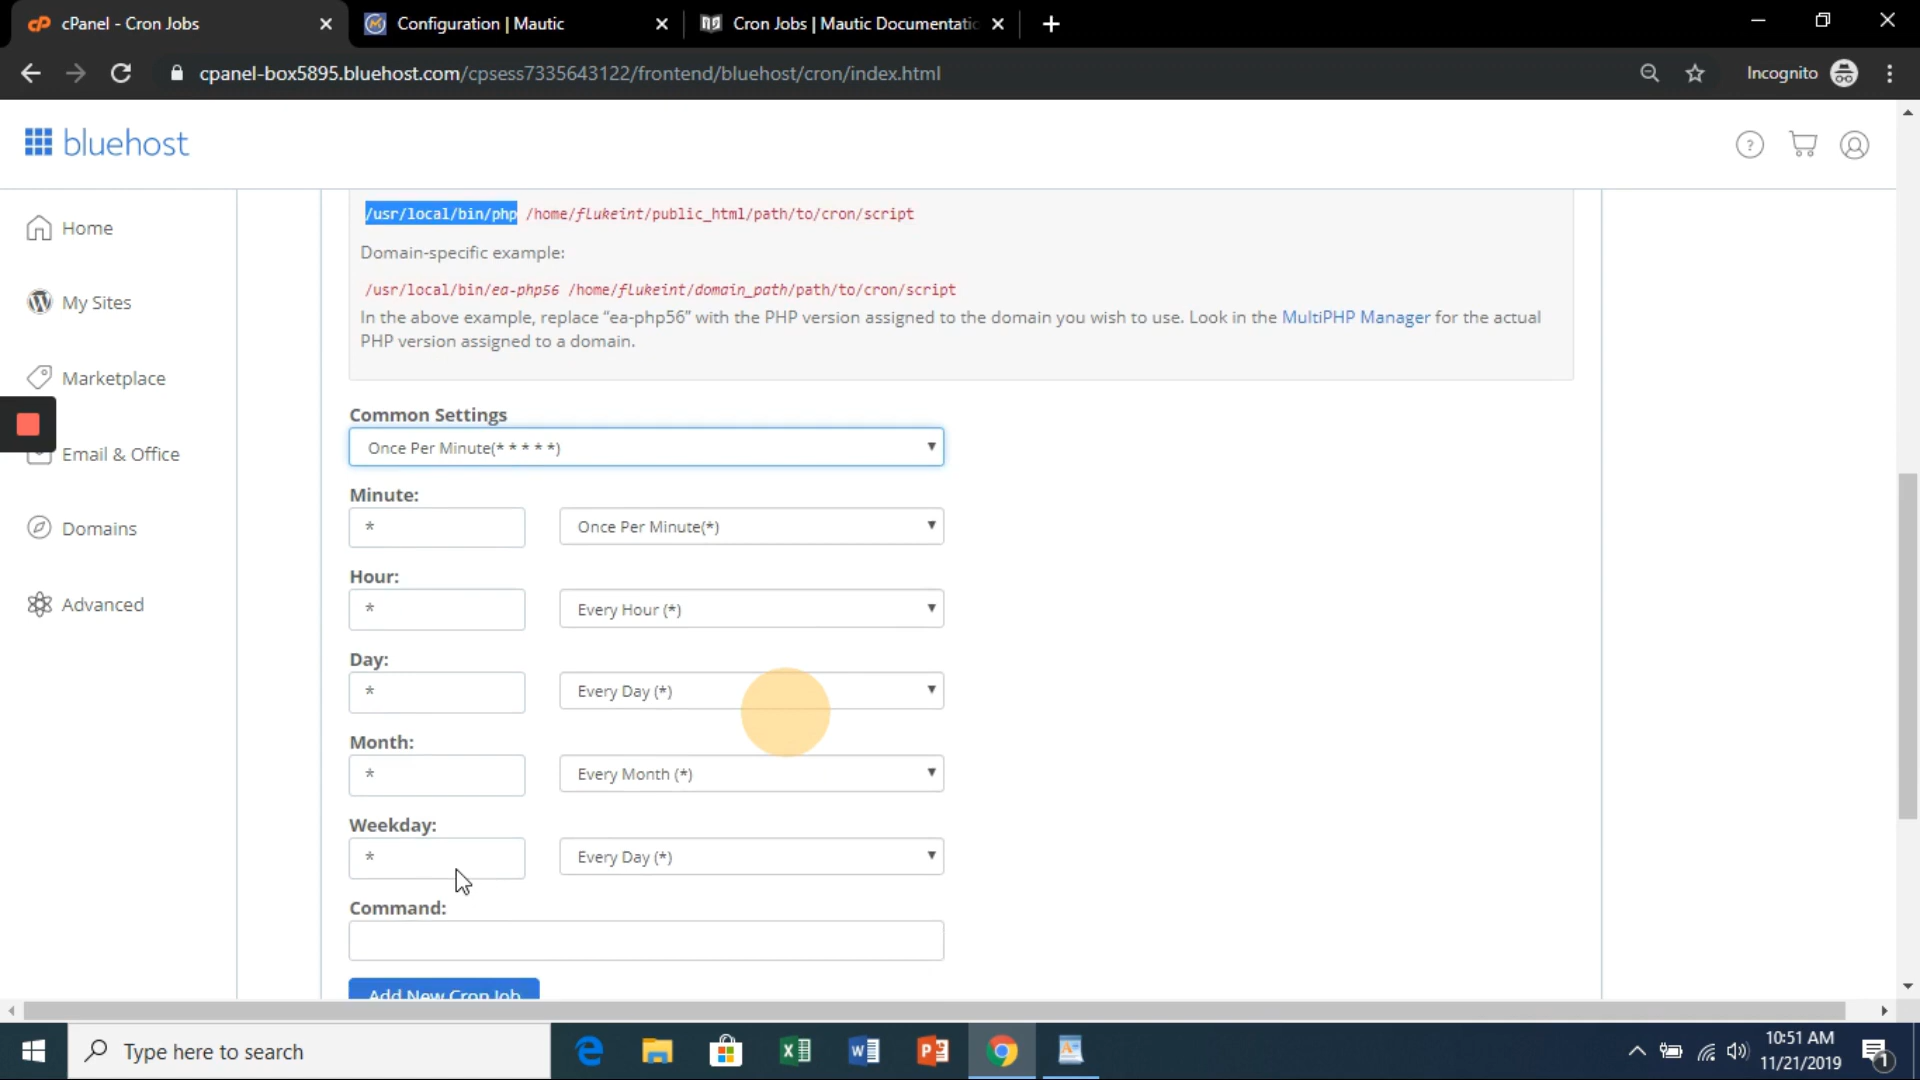 cPanel - Cron Jobs
Configuration | Mautic
Cron Jobs | Mautic Documentatic
cpanel-box5895.bluehost.com/cpsess7335643122/frontend/bluehost/cron/index.html
Incognito
bluehost
?
Home
My Sites
Marketplace
Email & Office
Domains
Advanced
/usr/local/bin/php /home/flukeint/public_html/path/to/cron/script
Domain-specific example:
/usr/local/bin/ea-php56 /home/flukeint/domain_path/path/to/cron/script
In the above example, replace “ea-php56” with the PHP version assigned to the domain you wish to use. Look in the MultiPHP Manager for the actual
PHP version assigned to a domain.
Common Settings
Once Per Minute(* * * * *)
Minute:
* Once Per Minute(*)
Hour:
* Every Hour (*)
Day:
* Every Day (*)
Month:
* Every Month (*)
Weekday:
* Every Day (*)
Command:
Add New Cron Job
Type here to search
10:51 AM
11/21/2019
1